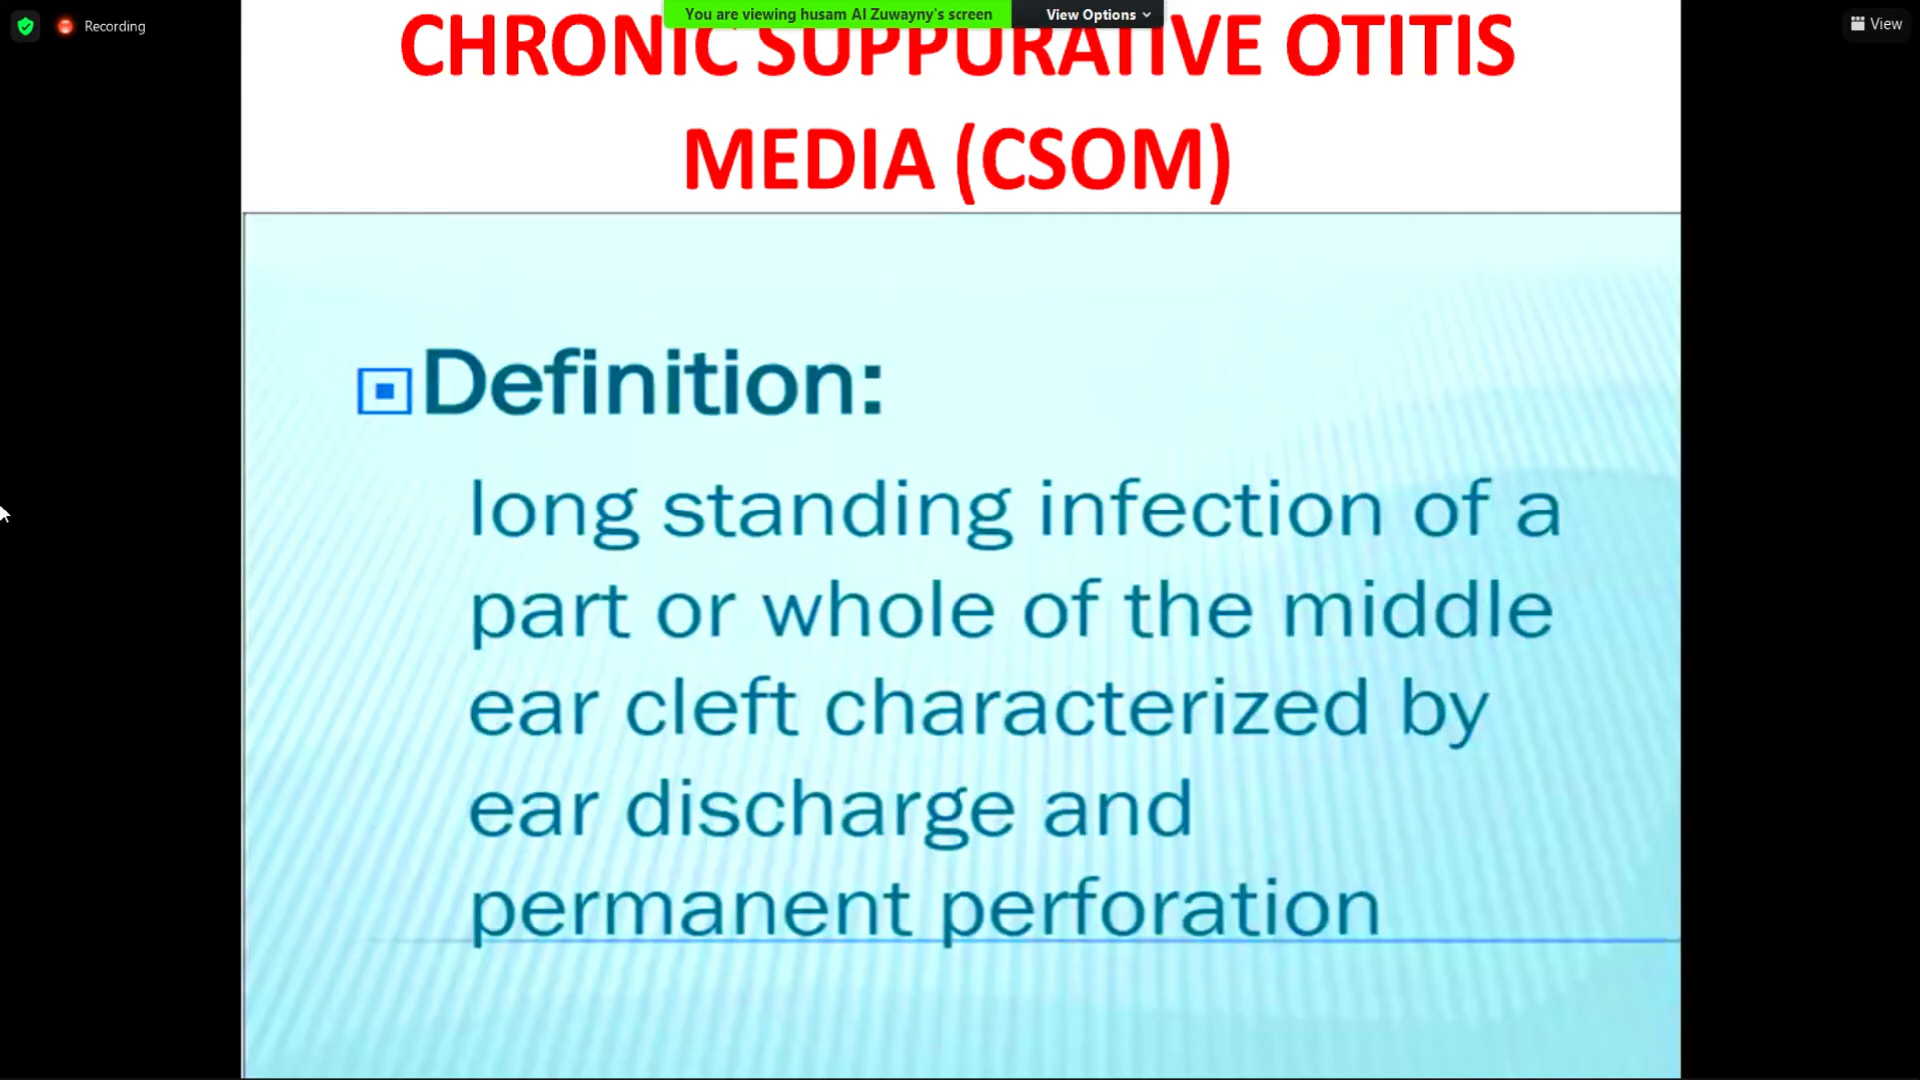 Recording
You are viewing husam Al Zuwayny's screen
View Options
View
CHRONIC SUPPURATIVE OTITIS
MEDIA (CSOM)
Definition:
long standing infection of a
part or whole of the middle
ear cleft characterized by
ear discharge and
permanent perforation